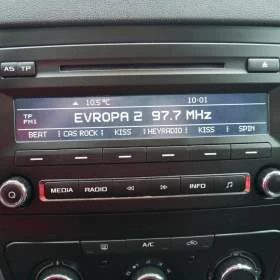 AS TP
▲ 10.5°C 10:01
TP
FM1
EVROPA 2 97.7 MHz
BEAT CAS ROCK KISS HEYRADIO KISS SPIN
MEDIA RADIO INFO
A/C